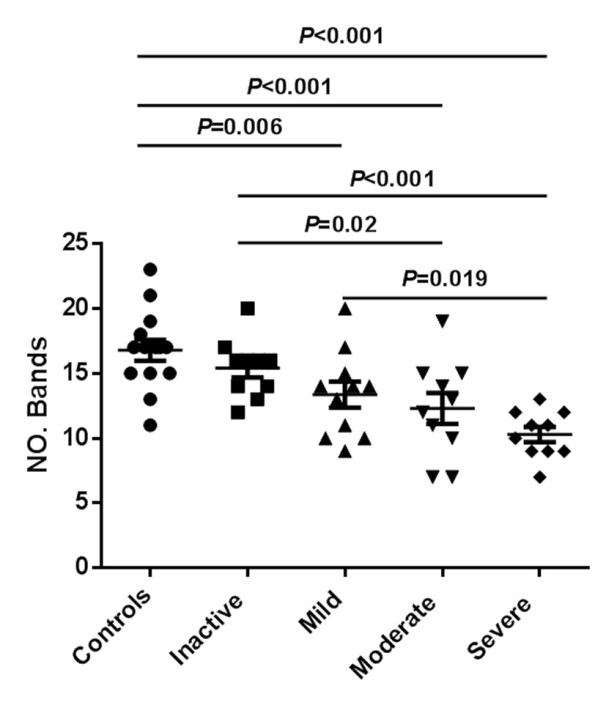 P<0.001
P<0.001
P=0.006
P<0.001
P=0.02
P=0.019
NO. Bands
25
20
15
10
5
0
Controls
Inactive
Mild
Moderate
Severe